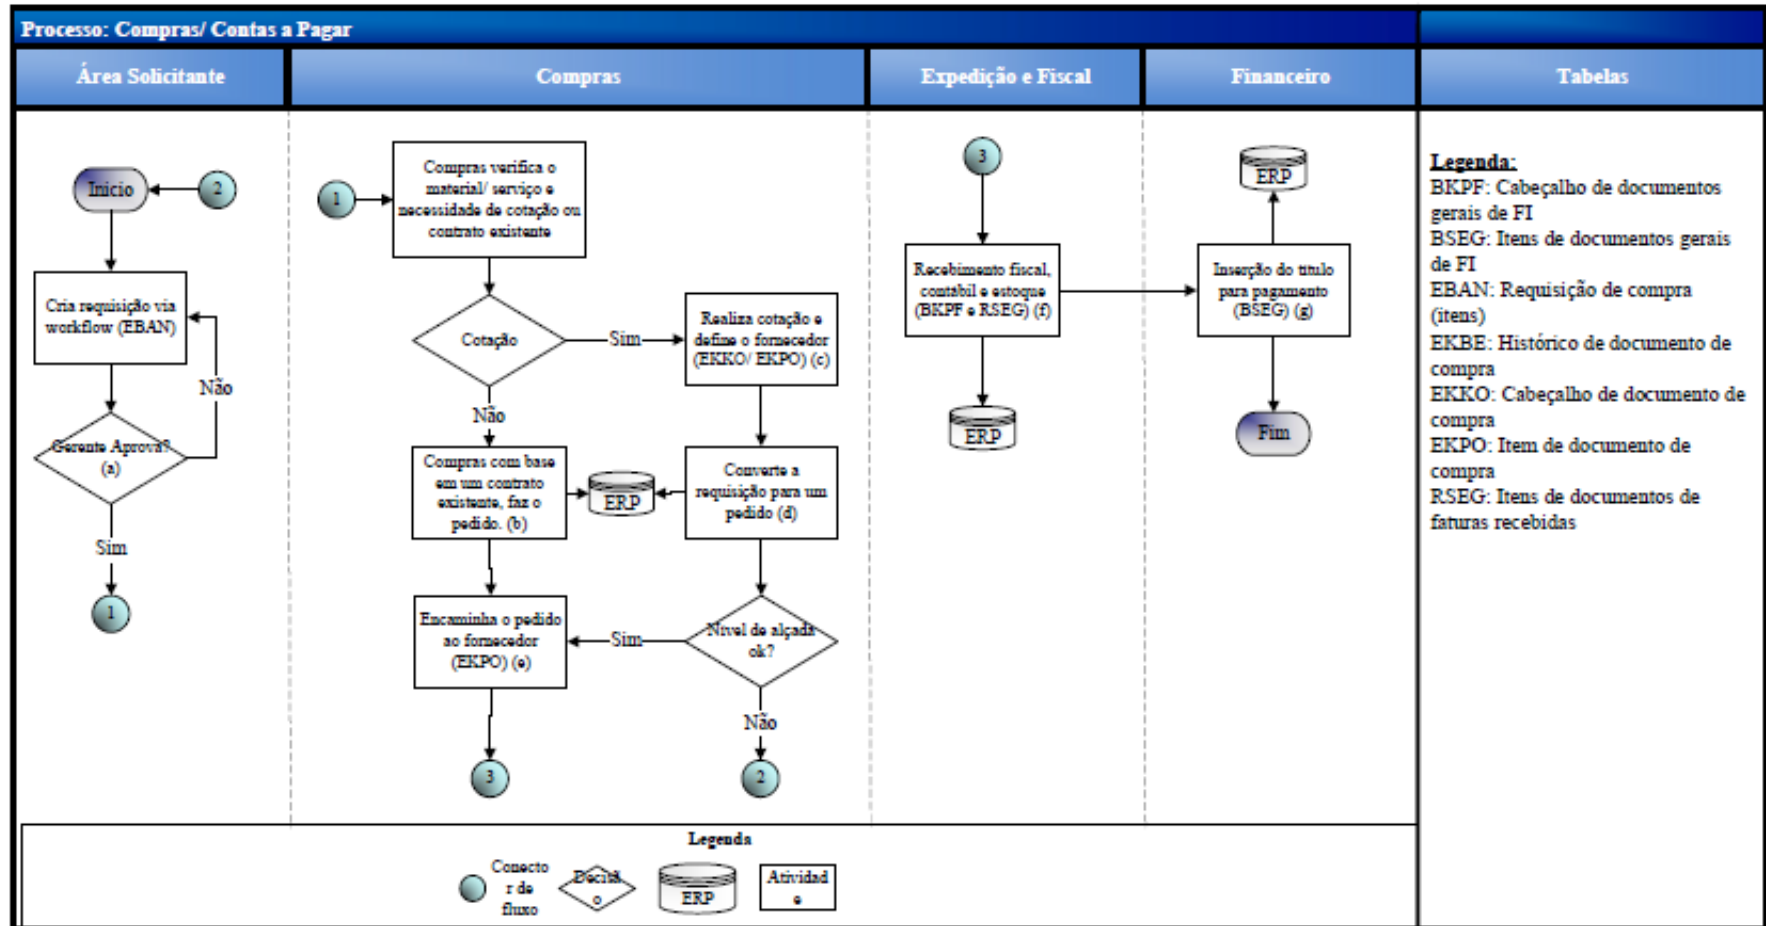 Processo: Compras/ Contas a Pagar
Área Solicitante
Compras
Expedição e Fiscal
Financeiro
Tabelas
Inicio
2
Cria requisição via
workflow (EBAN)
Não
Gerente Aprova?
(a)
Sim
1
1
Compras verifica o
material/ serviço e
necessidade de cotação ou
contrato existente
Cotação
Sim
Realiza cotação e
define o fornecedor
(EKKO/ EKPO) (c)
Não
Compras com base
em um contrato
existente, faz o
pedido. (b)
ERP
Converte a
requisição para um
pedido (d)
Encaminha o pedido
ao fornecedor
(EKPO) (e)
Sim
Nível de alçada
ok?
Não
3
2
3
Recebimento fiscal,
contábil e estoque
(BKPF e RSEG) (f)
ERP
ERP
Inserção do título
para pagamento
(BSEG) (g)
Fim
Legenda:
BKPF: Cabeçalho de documentos
gerais de FI
BSEG: Itens de documentos gerais
de FI
EBAN: Requisição de compra
(itens)
EKBE: Histórico de documento de
compra
EKKO: Cabeçalho de documento de
compra
EKPO: Item de documento de
compra
RSEG: Itens de documentos de
faturas recebidas
Legenda
Conecto
r de
fluxo
Decisã
o
ERP
Atividad
e